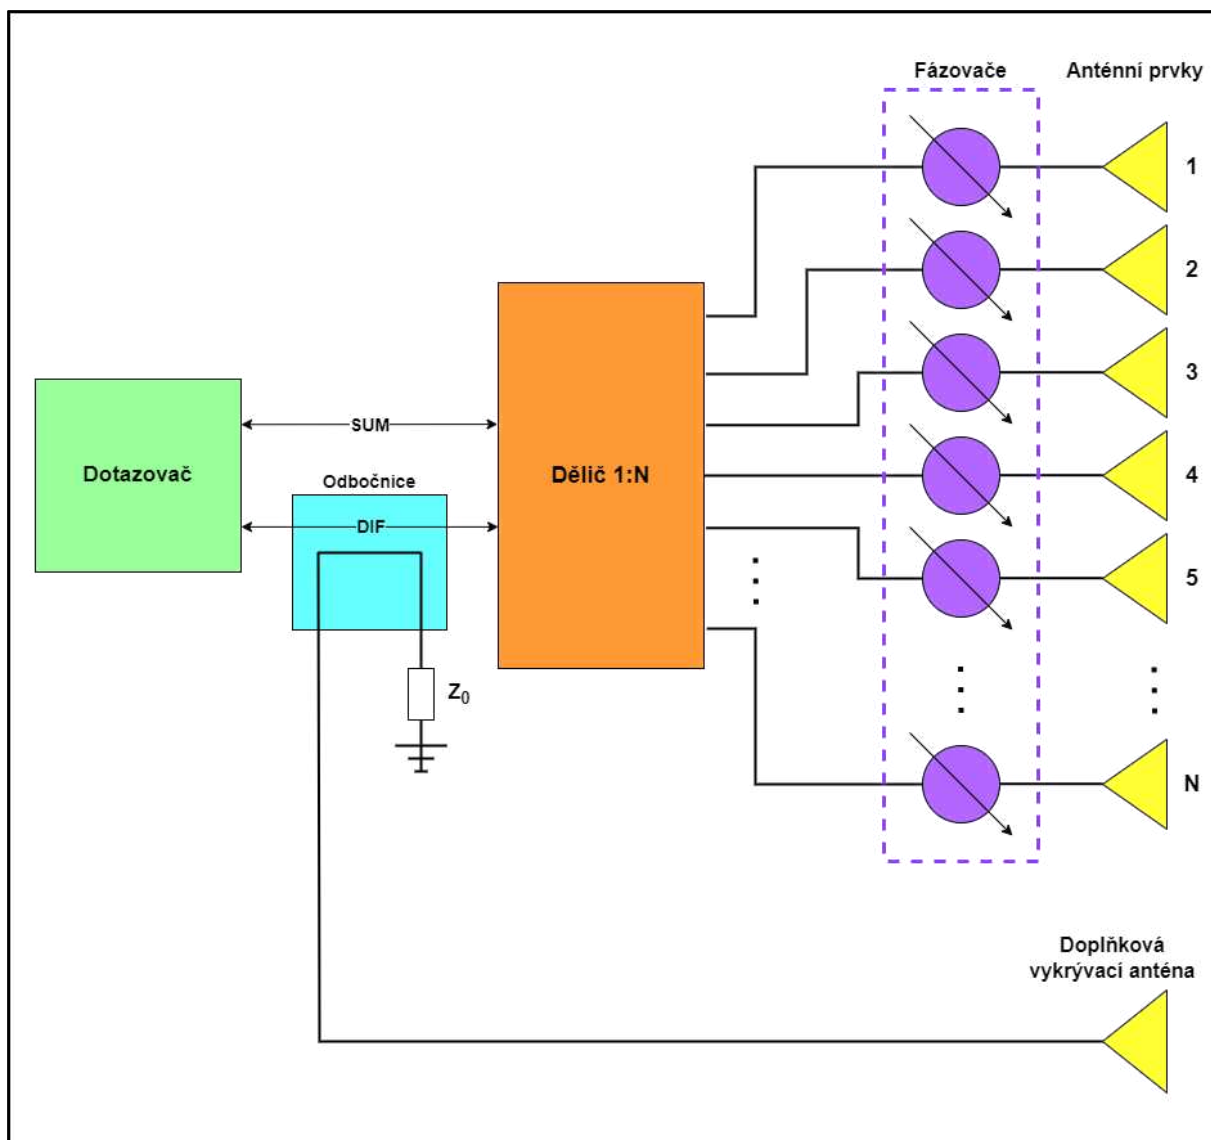 Fázovače
Anténní prvky
1
2
3
SUM
Dotazovač
Dělič 1:N
4
Odbočnice
DIF
5
Z0
N
Doplňková
vykrývací anténa